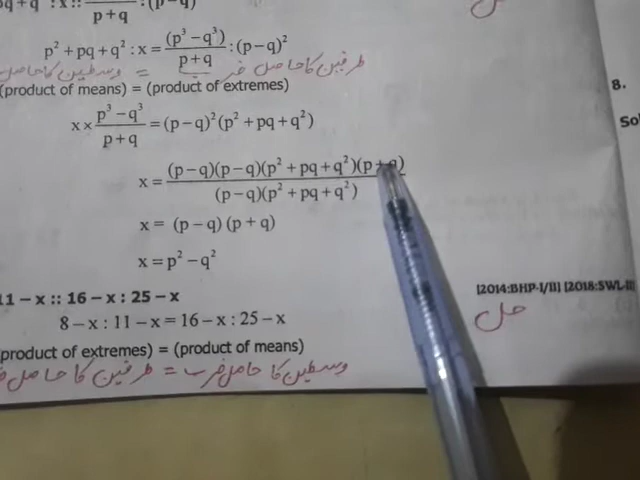 p+q
حل
p² + pq + q² : x = (p³ − q³)/(p+q) : (p−q)²
طرفین کا حاصل ضرب = وسطین کا حاصل
(product of means) = (product of extremes)
8.
x × (p³ − q³)/(p+q) = (p−q)²(p² + pq + q²)
Sol
x = (p−q)(p−q)(p² + pq + q²)(p+q)/((p−q)(p² + pq + q²))
x = (p−q)(p+q)
x = p² − q²
[2014:BHP-I/II] [2018:SWL-II]
11 − x :: 16 − x : 25 − x
حل
8 − x : 11 − x = 16 − x : 25 − x
(product of extremes) = (product of means)
وسطین کا حاصل ضرب = طرفین کا حاصل